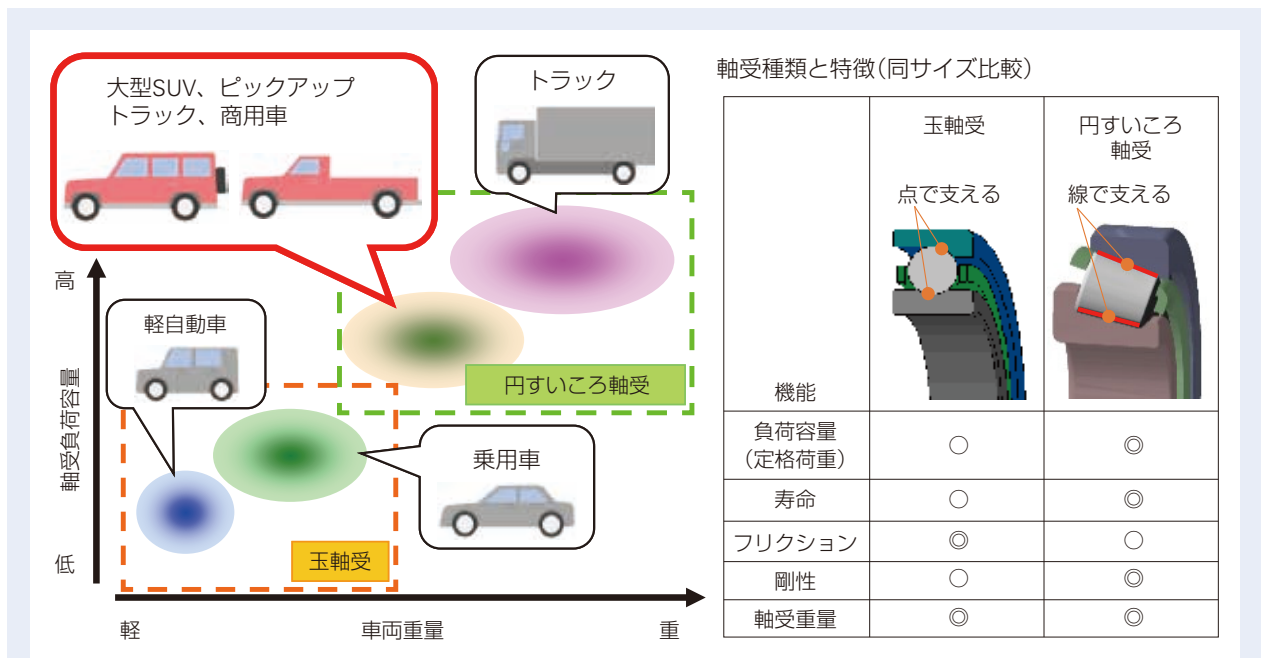 大型SUV、ピックアップ
トラック、商用車
トラック
高
軽自動車
円すいころ軸受
軸受負荷容量
乗用車
低
玉軸受
軽
車両重量
重
軸受種類と特徴（同サイズ比較）
機能
玉軸受
円すいころ
軸受
点で支える
線で支える
負荷容量
（定格荷重）
○
◎
寿命
○
◎
フリクション
◎
○
剛性
○
◎
軸受重量
◎
◎